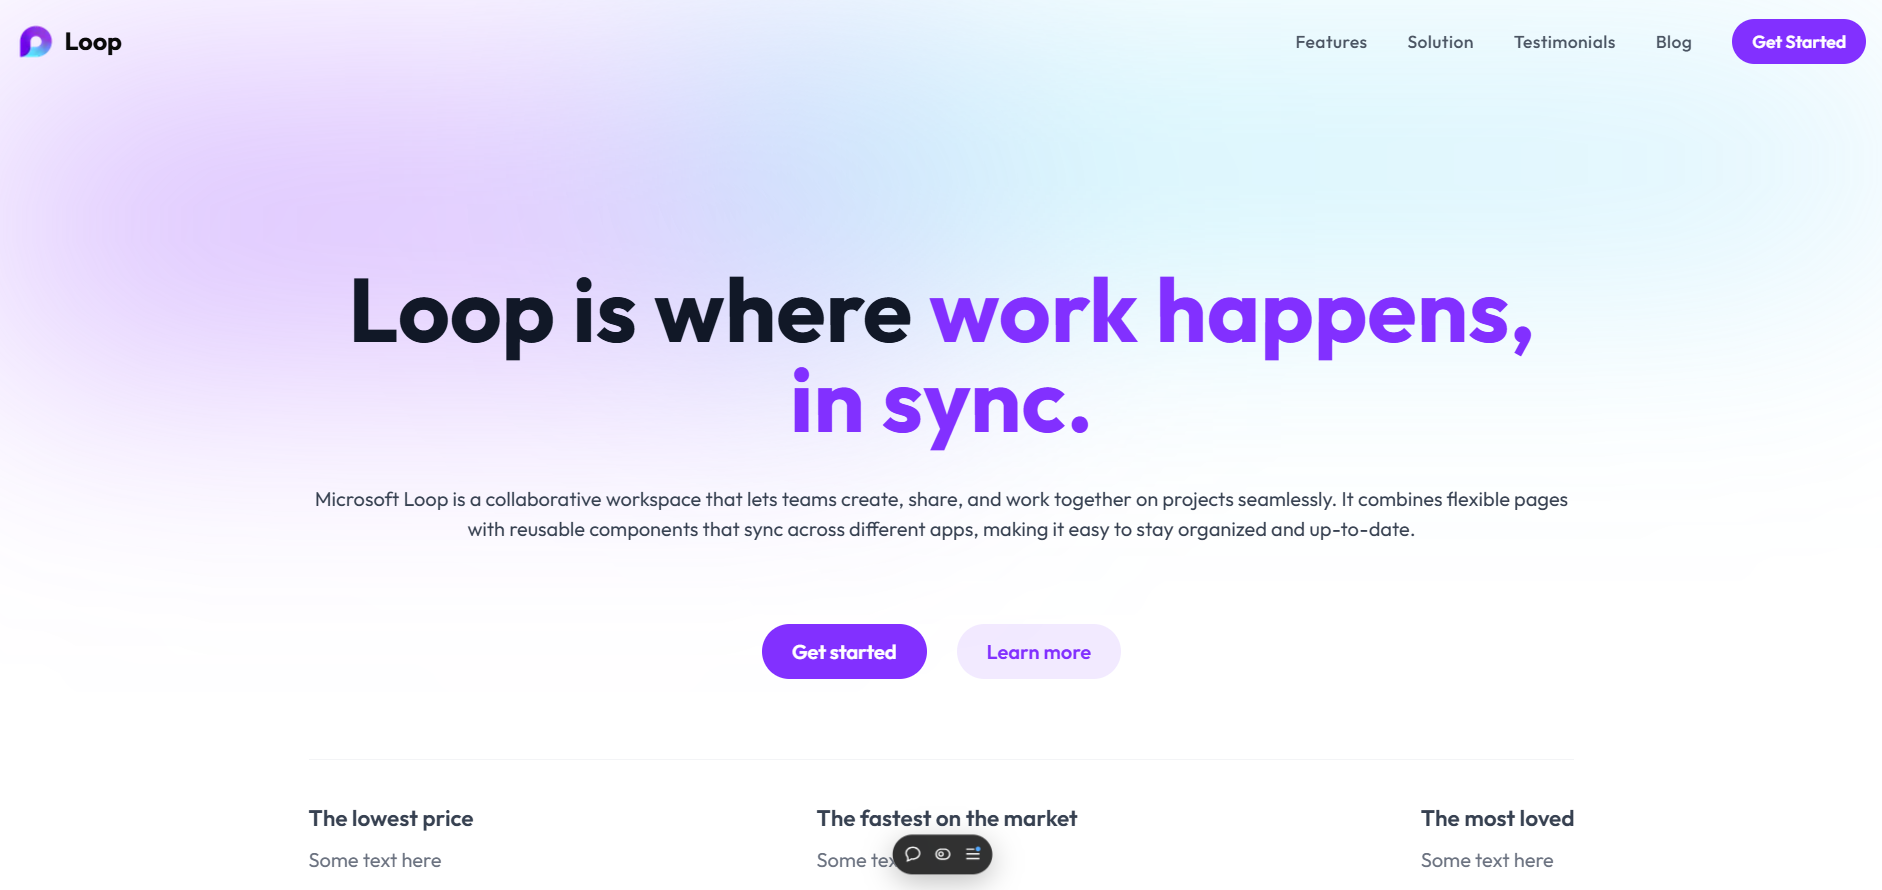 Loop
Features
Solution
Testimonials
Blog
Get Started
Loop is where work happens,
in sync.
Microsoft Loop is a collaborative workspace that lets teams create, share, and work together on projects seamlessly. It combines flexible pages
with reusable components that sync across different apps, making it easy to stay organized and up-to-date.
Get started
Learn more
The lowest price
The fastest on the market
The most loved
Some text here
Some
Some text here